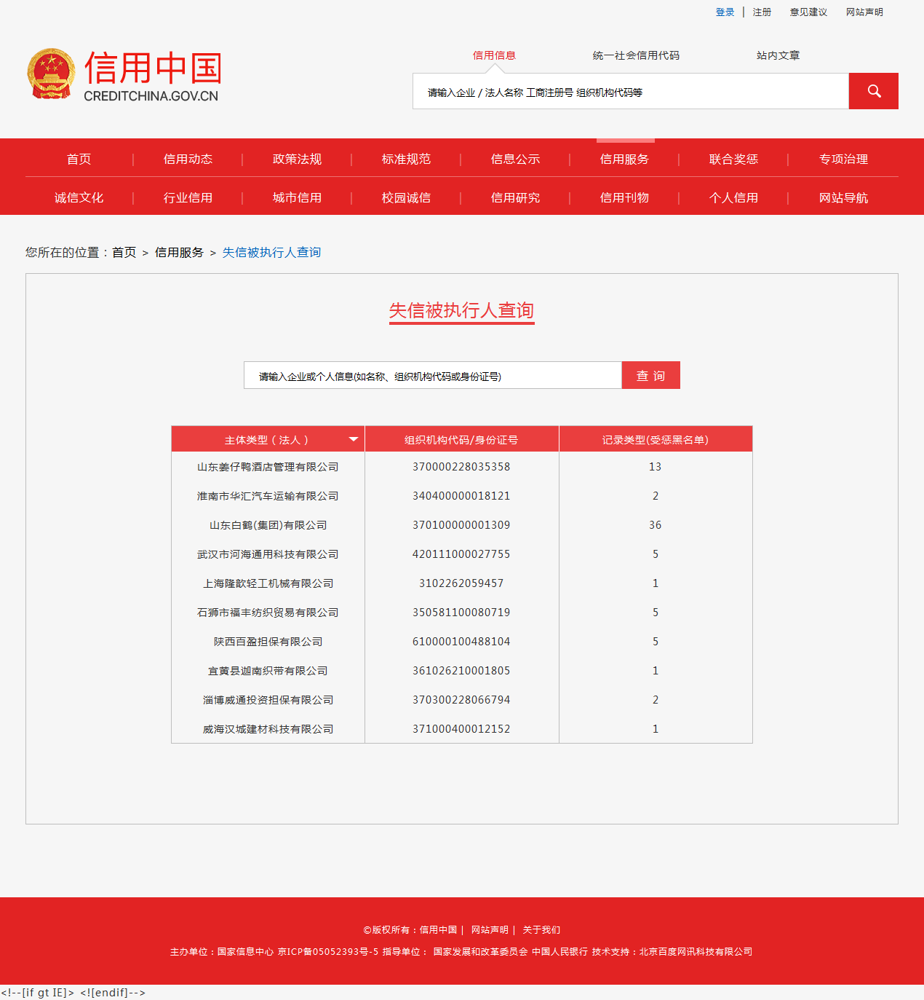 登录 | 注册 意见建议 网站声明
信用中国
CREDITCHINA.GOV.CN
信用信息 统一社会信用代码 站内文章
请输入企业 / 法人名称 工商注册号 组织机构代码等
首页 | 信用动态 | 政策法规 | 标准规范 | 信息公示 | 信用服务 | 联合奖惩 | 专项治理
诚信文化 | 行业信用 | 城市信用 | 校园诚信 | 信用研究 | 信用刊物 | 个人信用 | 网站导航
您所在的位置：首页 > 信用服务 > 失信被执行人查询
失信被执行人查询
请输入企业或个人信息(如名称、组织机构代码或身份证号) 查 询
主体类型（法人） 组织机构代码/身份证号 记录类型(受惩黑名单)
山东姜仔鸭酒店管理有限公司 370000228035358 13
淮南市华汇汽车运输有限公司 340400000018121 2
山东白鹤(集团)有限公司 370100000001309 36
武汉市河海通用科技有限公司 420111000027755 5
上海隆歆轻工机械有限公司 3102262059457 1
石狮市福丰纺织贸易有限公司 350581100080719 5
陕西百盈担保有限公司 610000100488104 5
宜黄县迦南织带有限公司 361026210001805 1
淄博威通投资担保有限公司 370300228066794 2
威海汉城建材科技有限公司 371000400012152 1
©版权所有：信用中国 | 网站声明 | 关于我们
主办单位：国家信息中心 京ICP备05052393号-5 指导单位： 国家发展和改革委员会 中国人民银行 技术支持：北京百度网讯科技有限公司
<!--[if gt IE]> <![endif]-->